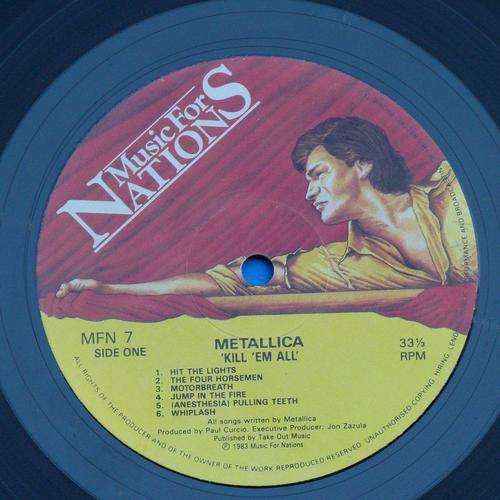 Music For
NATIONS
MFN 7
SIDE ONE
METALLICA
'KILL 'EM ALL'
33⅓
RPM
1. HIT THE LIGHTS
2. THE FOUR HORSEMEN
3. MOTORBREATH
4. JUMP IN THE FIRE
5. (ANESTHESIA) PULLING TEETH
6. WHIPLASH
All songs written by Metallica
Produced by Paul Curcio. Executive Producer: Jon Zazula
Published by Take Out Music
℗ 1983 Music For Nations
ALL RIGHTS OF THE PRODUCER AND OF THE OWNER OF THE WORK REPRODUCED RESERVED. UNAUTHORISED COPYING, HIRING, LENDING PERFORMANCE AND BROADCA